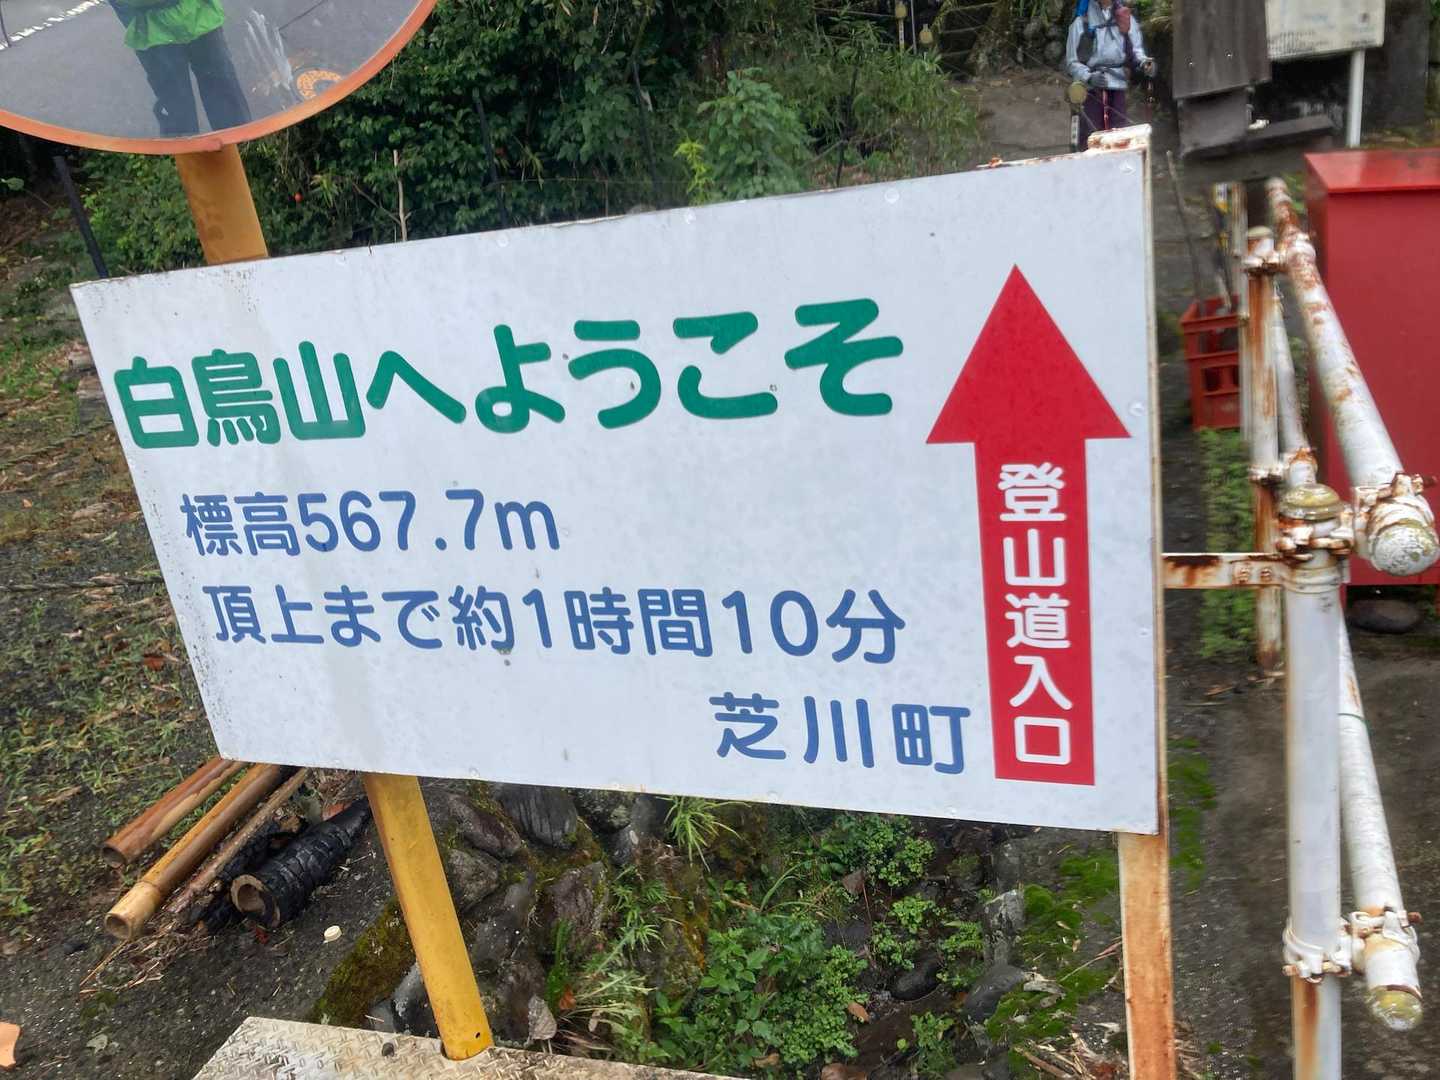 白鳥山へようこそ
標高567.7m
頂上まで約1時間10分
芝川町
登山道入口